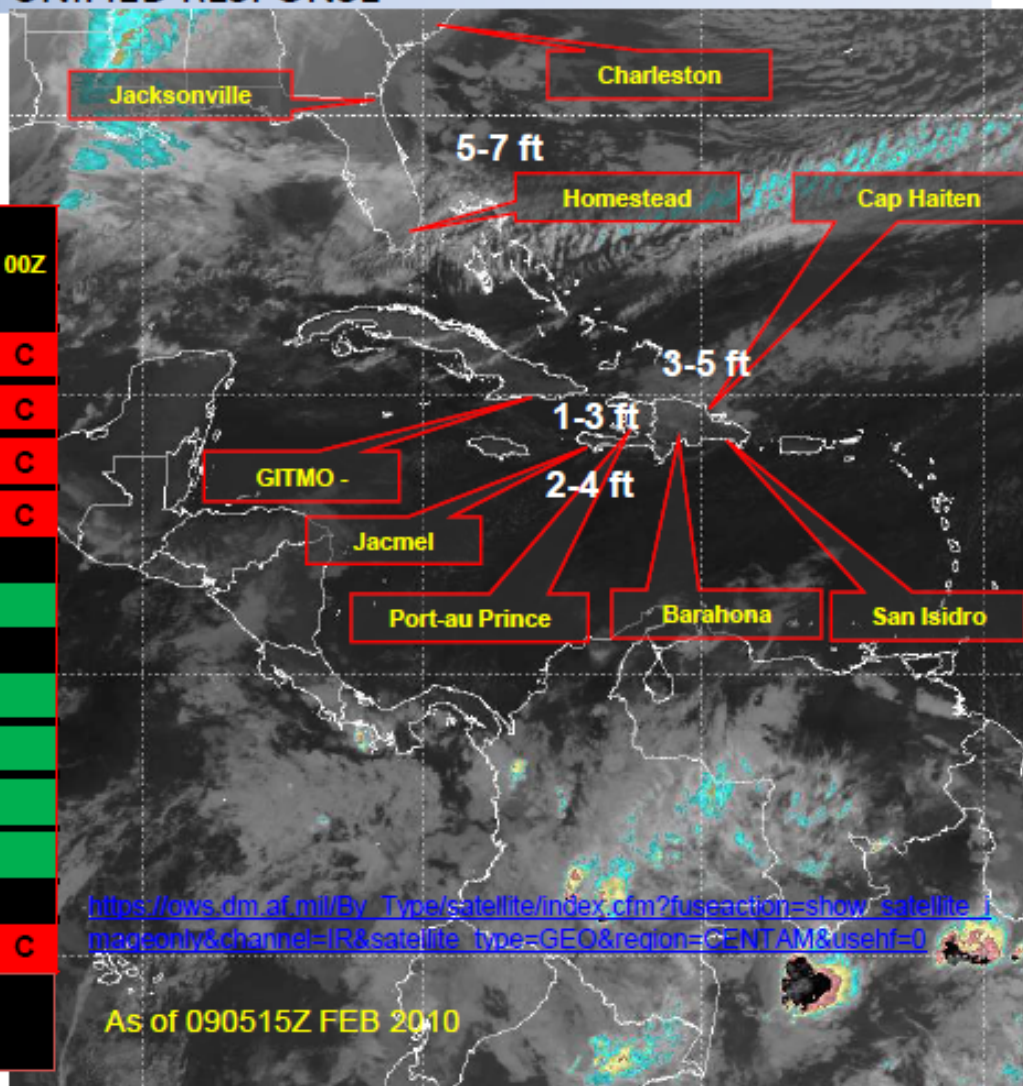 UNIFIED RESPONSE
Charleston
Jacksonville
5-7 ft
Homestead
Cap Haiten
00Z
C
3-5 ft
C
1-3 ft
C
GITMO -
2-4 ft
C
Jacmel
Port-au Prince
Barahona
San Isidro
https://ows.dm.af.mil/By_Type/satellite/index.cfm?fuseaction=show_satellite_i
mageonly&channel=IR&satellite_type=GEO&region=CENTAM&usehf=0
C
As of 090515Z FEB 2010